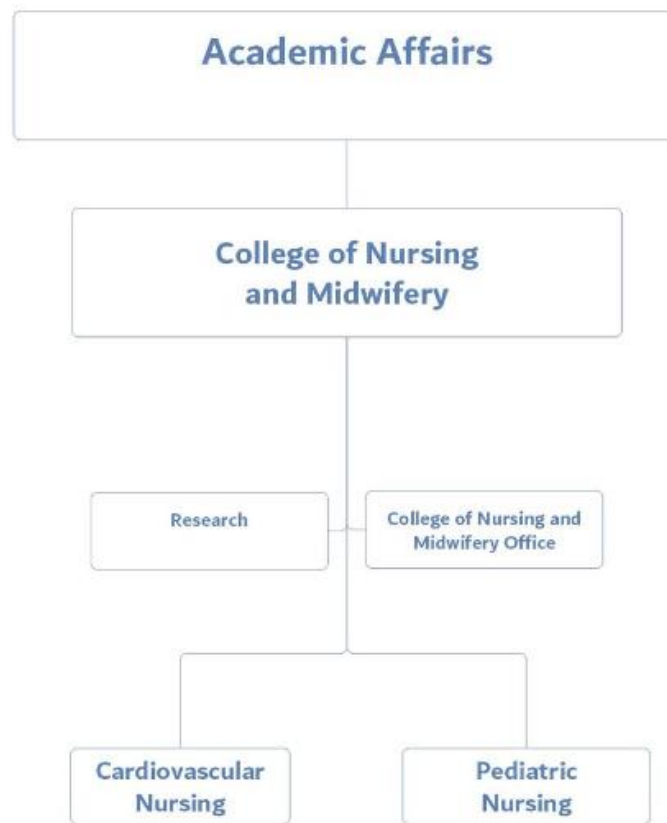 Academic Affairs
College of Nursing
and Midwifery
Research
College of Nursing and
Midwifery Office
Cardiovascular
Nursing
Pediatric
Nursing